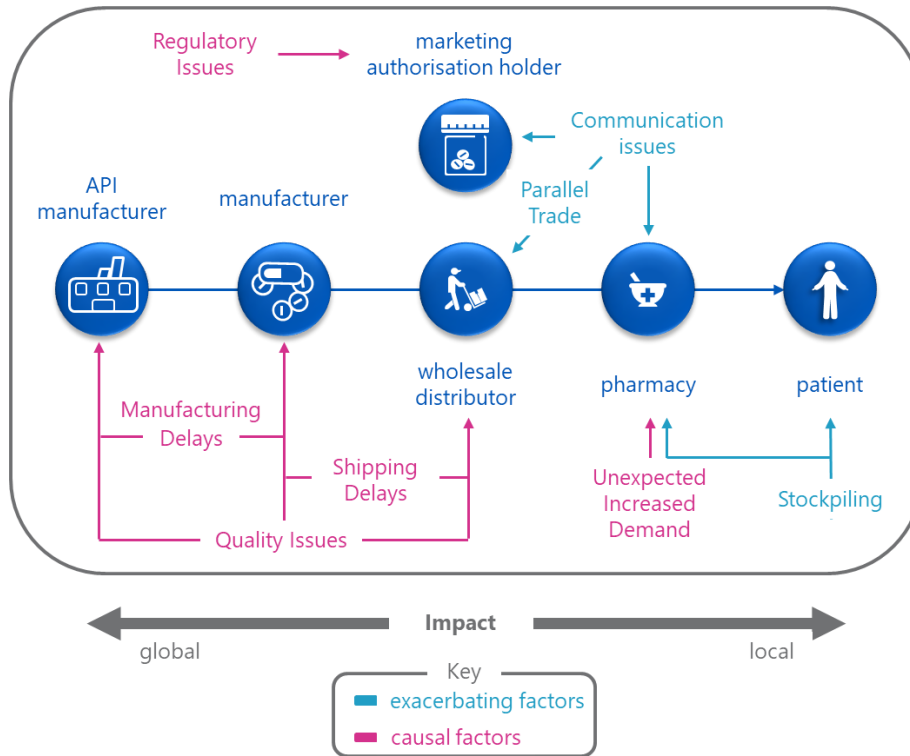 Regulatory
Issues
marketing
authorisation holder
Communication
issues
Parallel
Trade
API
manufacturer
manufacturer
wholesale
distributor
pharmacy
patient
Manufacturing
Delays
Shipping
Delays
Quality Issues
Unexpected
Increased
Demand
Stockpiling
Impact
global
local
Key
exacerbating factors
causal factors